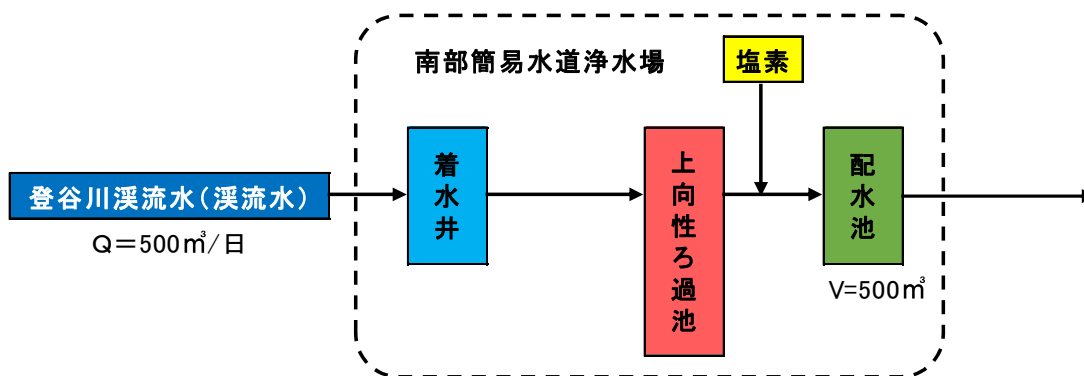 南部簡易水道浄水場
塩素
登谷川渓流水(渓流水)
Q=500㎥/日
着水井
上向性ろ過池
配水池
V=500㎥